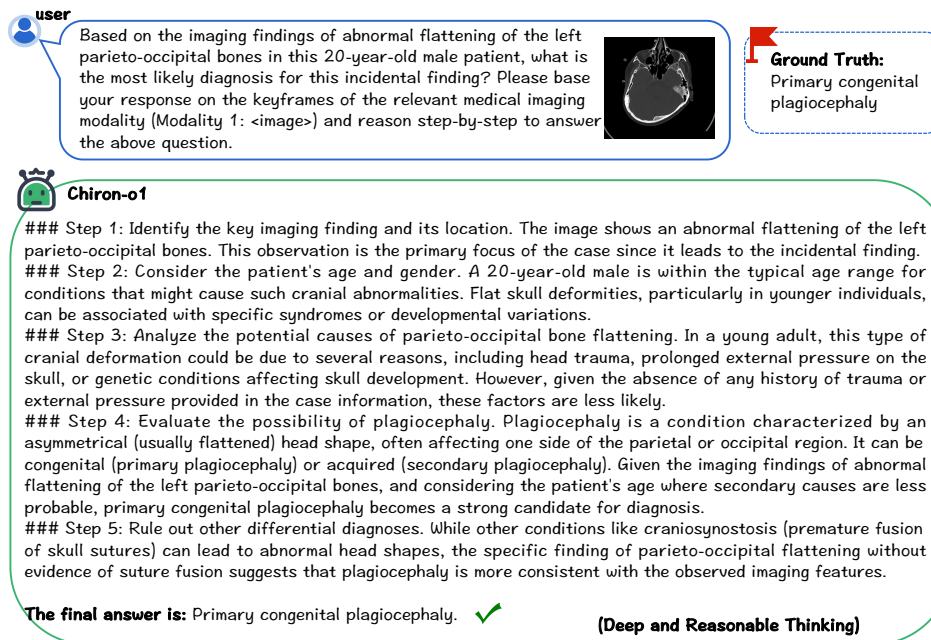 user
Based on the imaging findings of abnormal flattening of the left
parieto-occipital bones in this 20-year-old male patient, what is
the most likely diagnosis for this incidental finding? Please base
your response on the keyframes of the relevant medical imaging
modality (Modality 1: <image>) and reason step-by-step to answer
the above question.
Ground Truth:
Primary congenital
plagiocephaly
Chiron-o1
### Step 1: Identify the key imaging finding and its location. The image shows an abnormal flattening of the left
parieto-occipital bones. This observation is the primary focus of the case since it leads to the incidental finding.
### Step 2: Consider the patient's age and gender. A 20-year-old male is within the typical age range for
conditions that might cause such cranial abnormalities. Flat skull deformities, particularly in younger individuals,
can be associated with specific syndromes or developmental variations.
### Step 3: Analyze the potential causes of parieto-occipital bone flattening. In a young adult, this type of
cranial deformation could be due to several reasons, including head trauma, prolonged external pressure on the
skull, or genetic conditions affecting skull development. However, given the absence of any history of trauma or
external pressure provided in the case information, these factors are less likely.
### Step 4: Evaluate the possibility of plagiocephaly. Plagiocephaly is a condition characterized by an
asymmetrical (usually flattened) head shape, often affecting one side of the parietal or occipital region. It can be
congenital (primary plagiocephaly) or acquired (secondary plagiocephaly). Given the imaging findings of abnormal
flattening of the left parieto-occipital bones, and considering the patient's age where secondary causes are less
probable, primary congenital plagiocephaly becomes a strong candidate for diagnosis.
### Step 5: Rule out other differential diagnoses. While other conditions like craniosynostosis (premature fusion
of skull sutures) can lead to abnormal head shapes, the specific finding of parieto-occipital flattening without
evidence of suture fusion suggests that plagiocephaly is more consistent with the observed imaging features.
The final answer is: Primary congenital plagiocephaly.
(Deep and Reasonable Thinking)